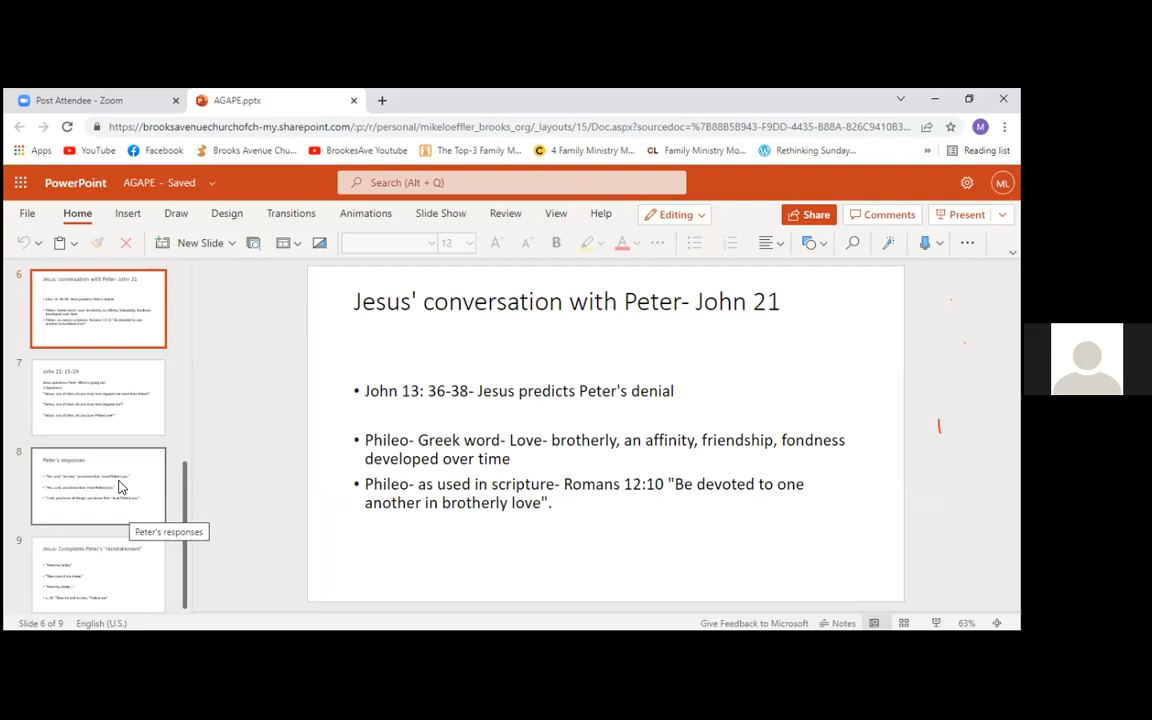 Post Attendee - Zoom
AGAPE.pptx
https://brooksavenuechurchofch-my.sharepoint.com/:p:/r/personal/mikeloeffler_brooks_org/_layouts/15/Doc.aspx?sourcedoc=%7B88B5B943-F9DD-4435-B88A-826C9410B3...
M
Apps YouTube Facebook Brooks Avenue Chu... BrookesAve Youtube The Top-3 Family M... 4 Family Ministry M... CL Family Ministry Mo... Rethinking Sunday... » Reading list
PowerPoint AGAPE - Saved Search (Alt + Q) ML
File Home Insert Draw Design Transitions Animations Slide Show Review View Help Editing Share Comments Present
New Slide 12 B A
6
Jesus' conversation with Peter- John 21
7
John 21: 15-19
8
Peter's responses
Peter's responses
9
Jesus- Completes Peter's "reinstatement"
Jesus' conversation with Peter- John 21
• John 13: 36-38- Jesus predicts Peter's denial
• Phileo- Greek word- Love- brotherly, an affinity, friendship, fondness
developed over time
• Phileo- as used in scripture- Romans 12:10 "Be devoted to one
another in brotherly love".
Slide 6 of 9 English (U.S.) Give Feedback to Microsoft Notes 63%